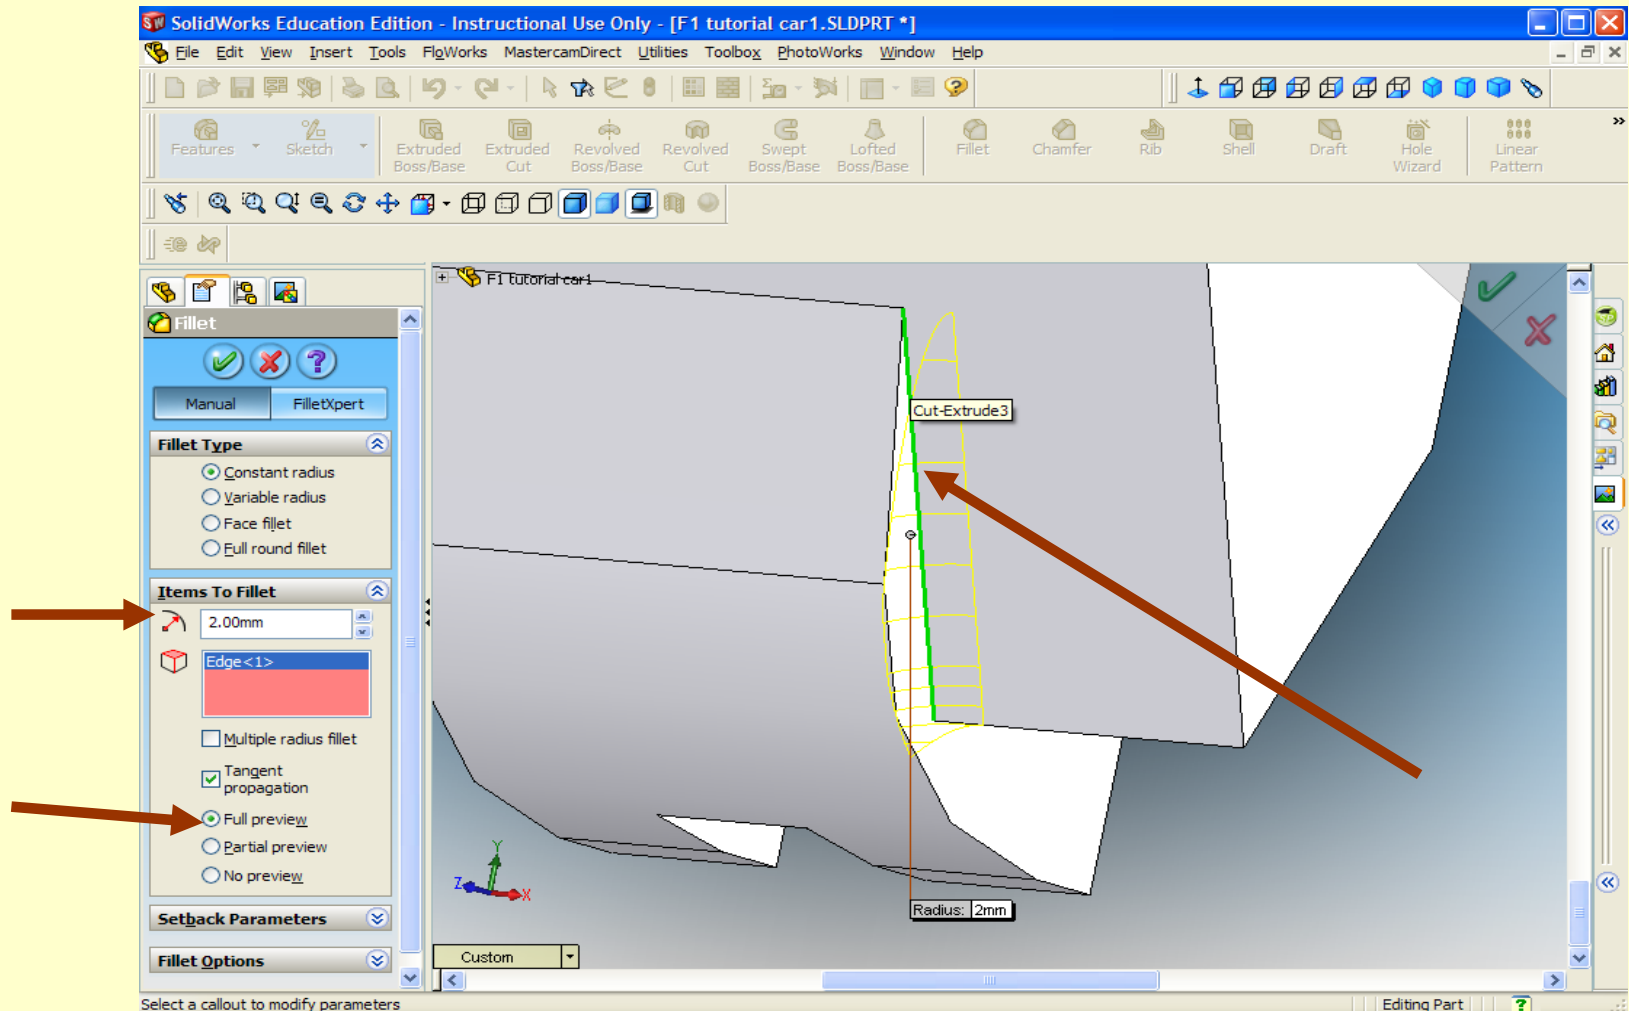 SolidWorks Education Edition - Instructional Use Only - [F1 tutorial car1.SLDPRT *]
File Edit View Insert Tools FloWorks MastercamDirect Utilities Toolbox PhotoWorks Window Help
Features Sketch Extruded Boss/Base Extruded Cut Revolved Boss/Base Revolved Cut Swept Boss/Base Lofted Boss/Base Fillet Chamfer Rib Shell Draft Hole Wizard Linear Pattern
F1 tutorial car1
Fillet
Manual FilletXpert
Fillet Type
Constant radius
Variable radius
Face fillet
Full round fillet
Items To Fillet
2.00mm
Edge<1>
Multiple radius fillet
Tangent
propagation
Full preview
Partial preview
No preview
Setback Parameters
Fillet Options
Cut-Extrude3
Radius: 2mm
Y
Z
X
Custom
Select a callout to modify parameters
Editing Part